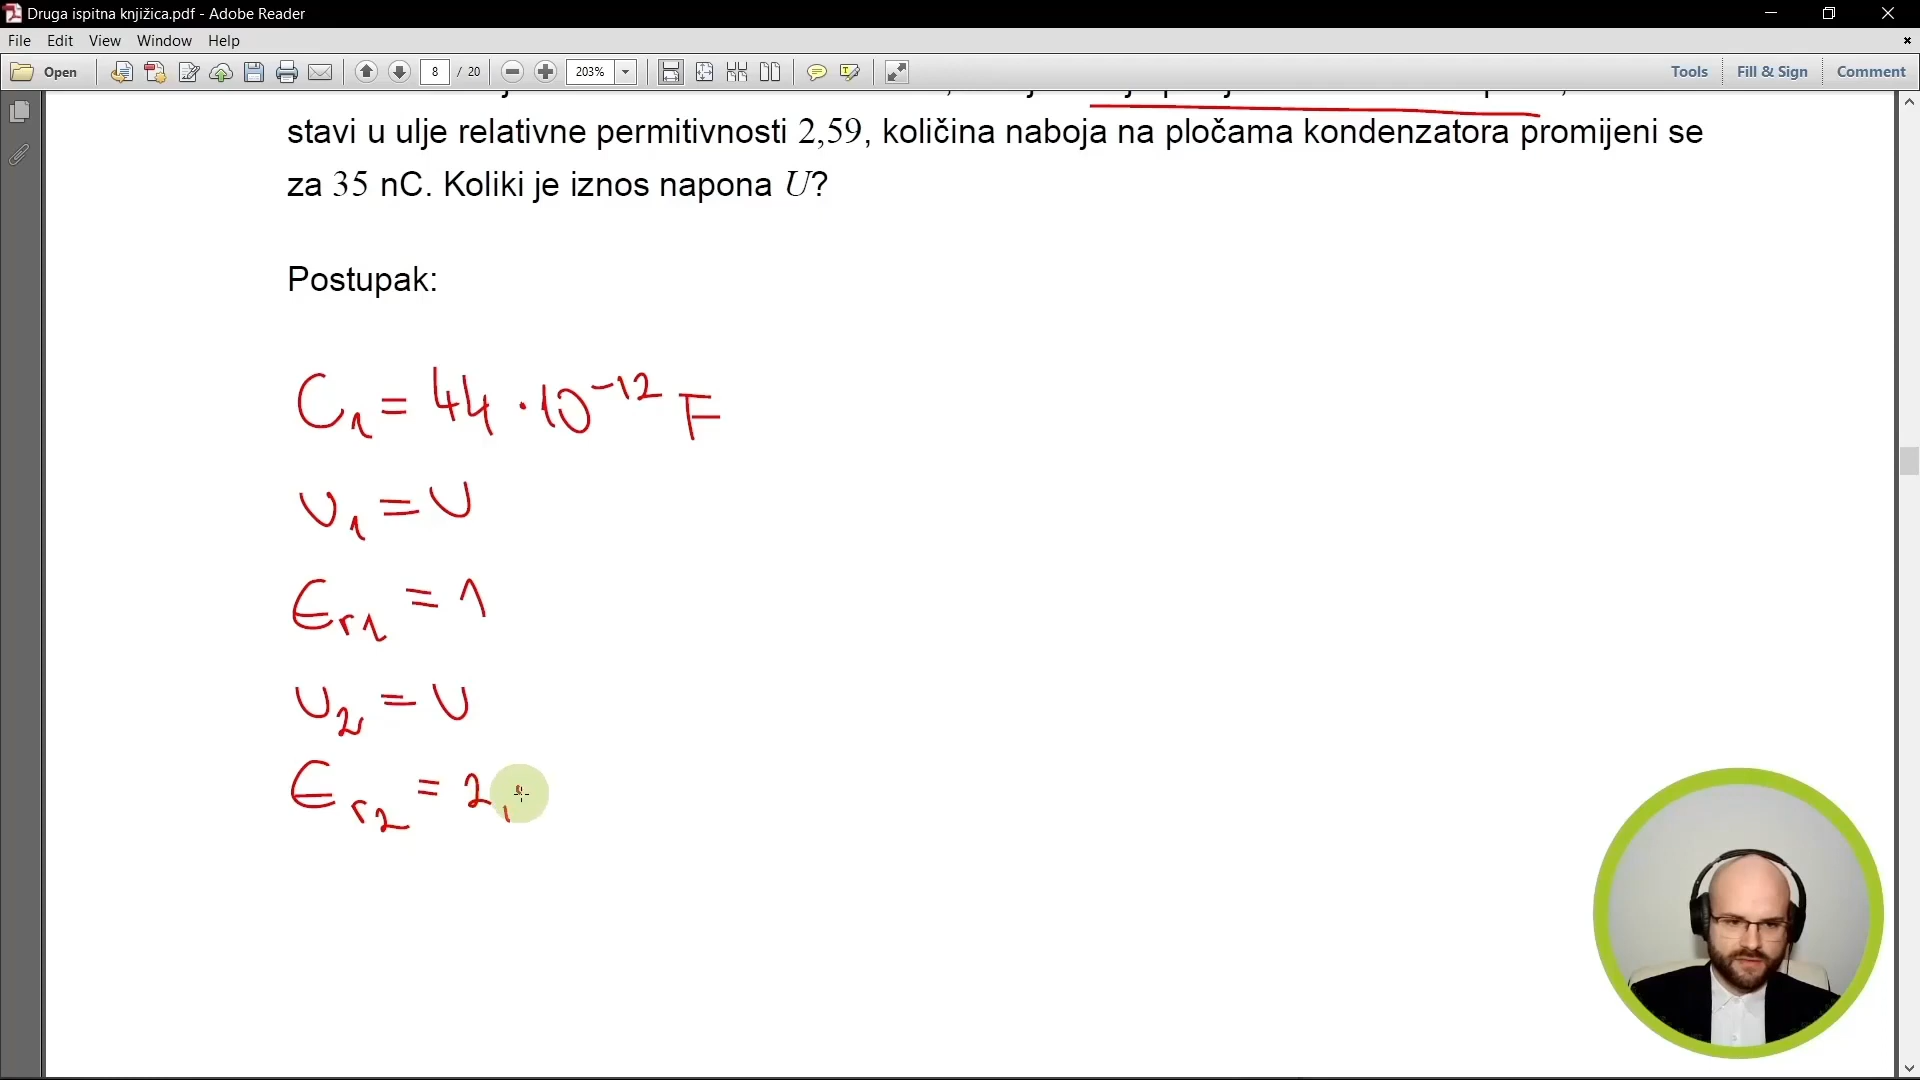 Druga ispitna knjižica.pdf - Adobe Reader
File Edit View Window Help
Open 8 / 20 203% Tools Fill & Sign Comment
stavi u ulje relativne permitivnosti 2,59, količina naboja na pločama kondenzatora promijeni se
za 35 nC. Koliki je iznos napona U?
Postupak:
C₁ = 44 · 10⁻¹² F
U₁ = U
Єr1 = 1
U₂ = U
Єr2 = 2,